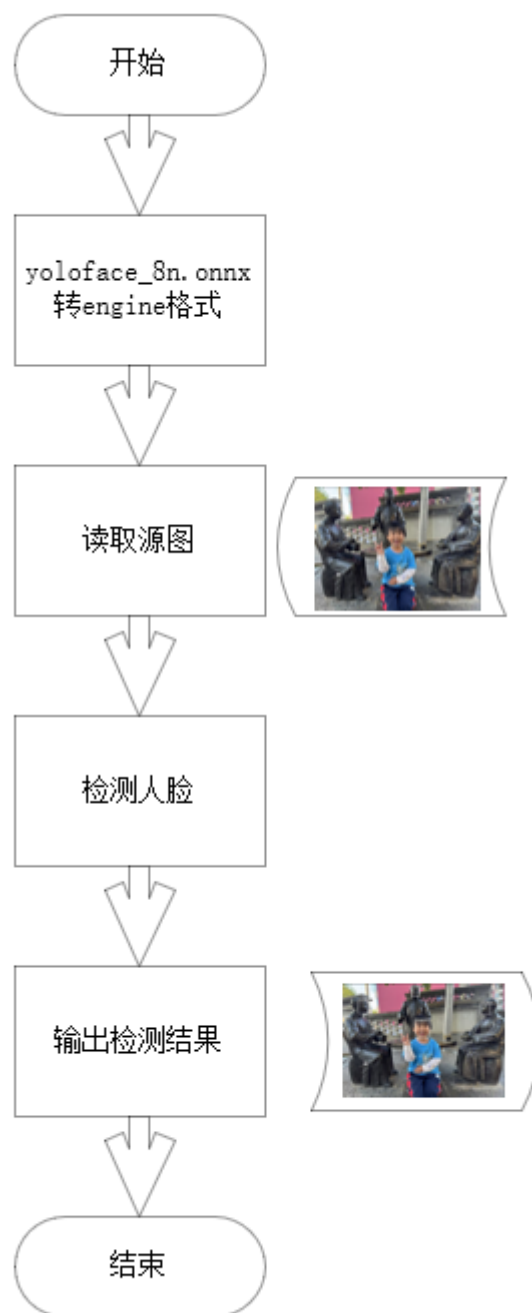 开始
yoloface_8n.onnx
转engine格式
读取源图
检测人脸
输出检测结果
结束